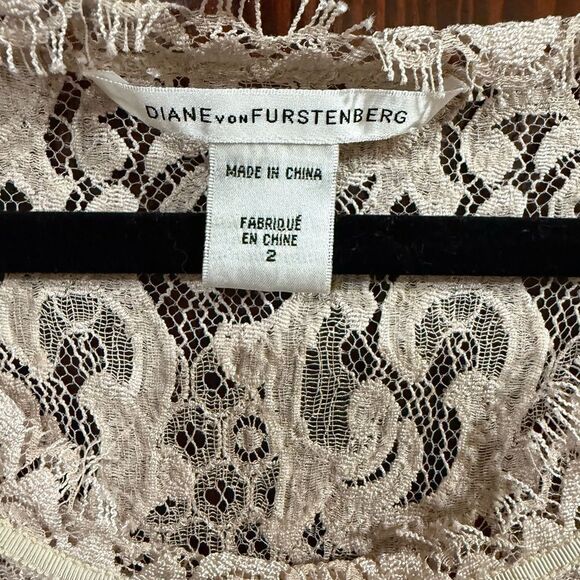 DIANE VON FURSTENBERG
MADE IN CHINA
FABRIQUÉ
EN CHINE
2